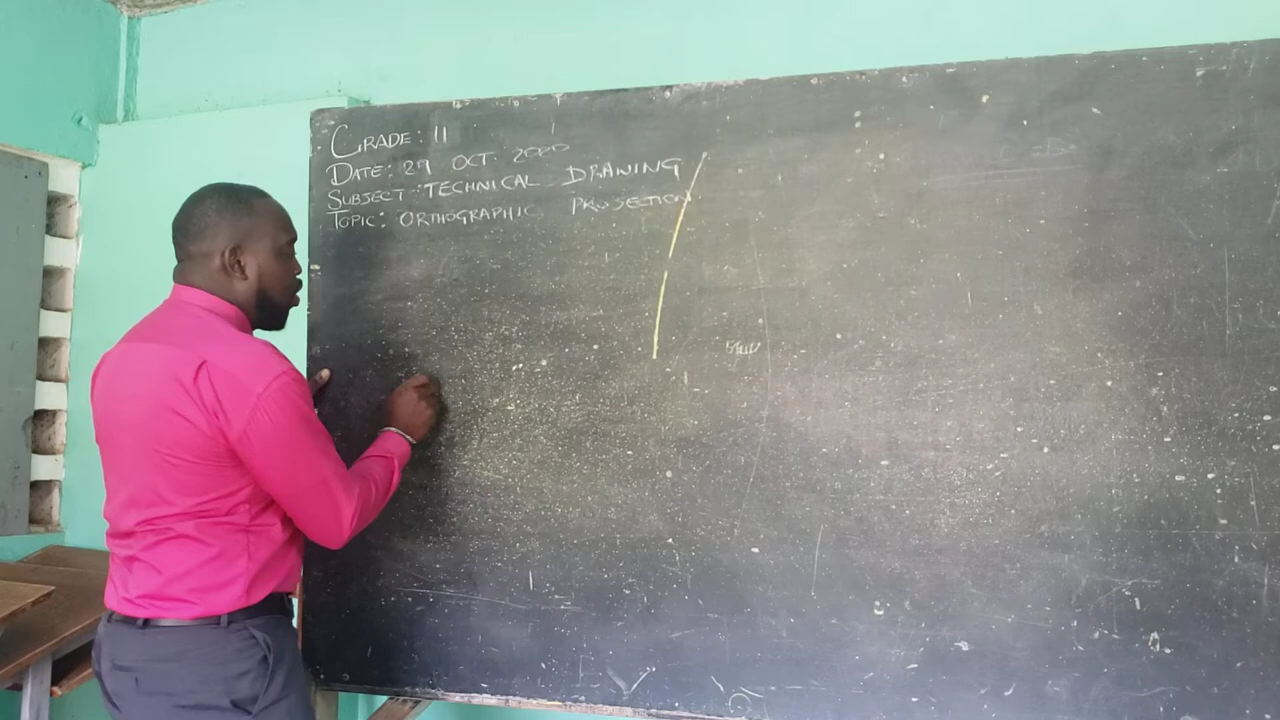 GRADE: 11
DATE: 29 OCT. 2020
SUBJECT: TECHNICAL DRAWING
TOPIC: ORTHOGRAPHIC PROJECTION